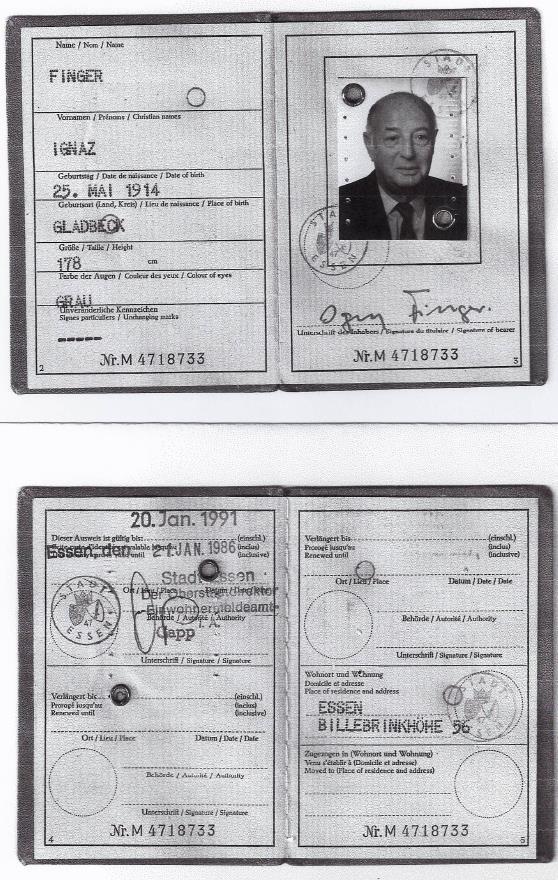 Name / Nom / Name
FINGER
Vornamen / Prénoms / Christian names
IGNAZ
Geburtstag / Date de naissance / Date of birth
25. MAI 1914
Geburtsort (Land, Kreis) / Lieu de naissance / Place of birth
GLADBECK
Größe / Taille / Height
178 cm
Farbe der Augen / Couleur des yeux / Colour of eyes
GRAU
Unveränderliche Kennzeichen
Signes particuliers / Unchanging marks
-----
Nr. M 4718733
2
STADT
STADT ESSEN
47
Finger.
Unterschrift des Inhabers / Signature du titulaire / Signature of bearer
Nr. M 4718733
3
20. Jan. 1991
Dieser Ausweis ist gültig bis: (einschl.)
(inclus)
until (inclusive)
Essen, den 21. JAN. 1986
Stadt Essen
Der Oberstadtdirektor
Ort / Lieu / Place Datum / Date / Date
-Einwohnermeldeamt-
Behörde / Autorité / Authority
I. A.
Gapp
STADT ESSEN
47
Unterschrift / Signature / Signature
Verlängert bis (einschl.)
Prorogé jusqu'au (inclus)
Renewed until (inclusive)
Ort / Lieu / Place Datum / Date / Date
Behörde / Autorité / Authority
Unterschrift / Signature / Signature
Nr. M 4718733
4
Verlängert bis (einschl.)
Prorogé jusqu'au (inclus)
Renewed until (inclusive)
Ort / Lieu / Place Datum / Date / Date
Behörde / Autorité / Authority
Unterschrift / Signature / Signature
Wohnort und Wohnung
Domicile et adresse
Place of residence and address
ESSEN
BILLEBRINKHÖHE 56
STADT
Zugezogen in (Wohnort und Wohnung)
Venu s'établir à (Domicile et adresse)
Moved to (Place of residence and address)
Nr. M 4718733
5